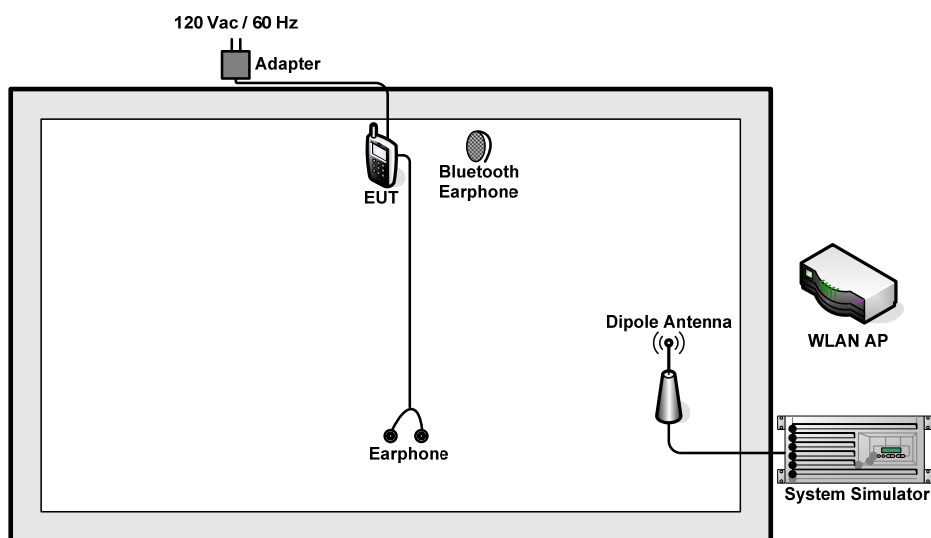 120 Vac / 60 Hz
Adapter
EUT
Bluetooth
Earphone
Dipole Antenna
WLAN AP
Earphone
System Simulator